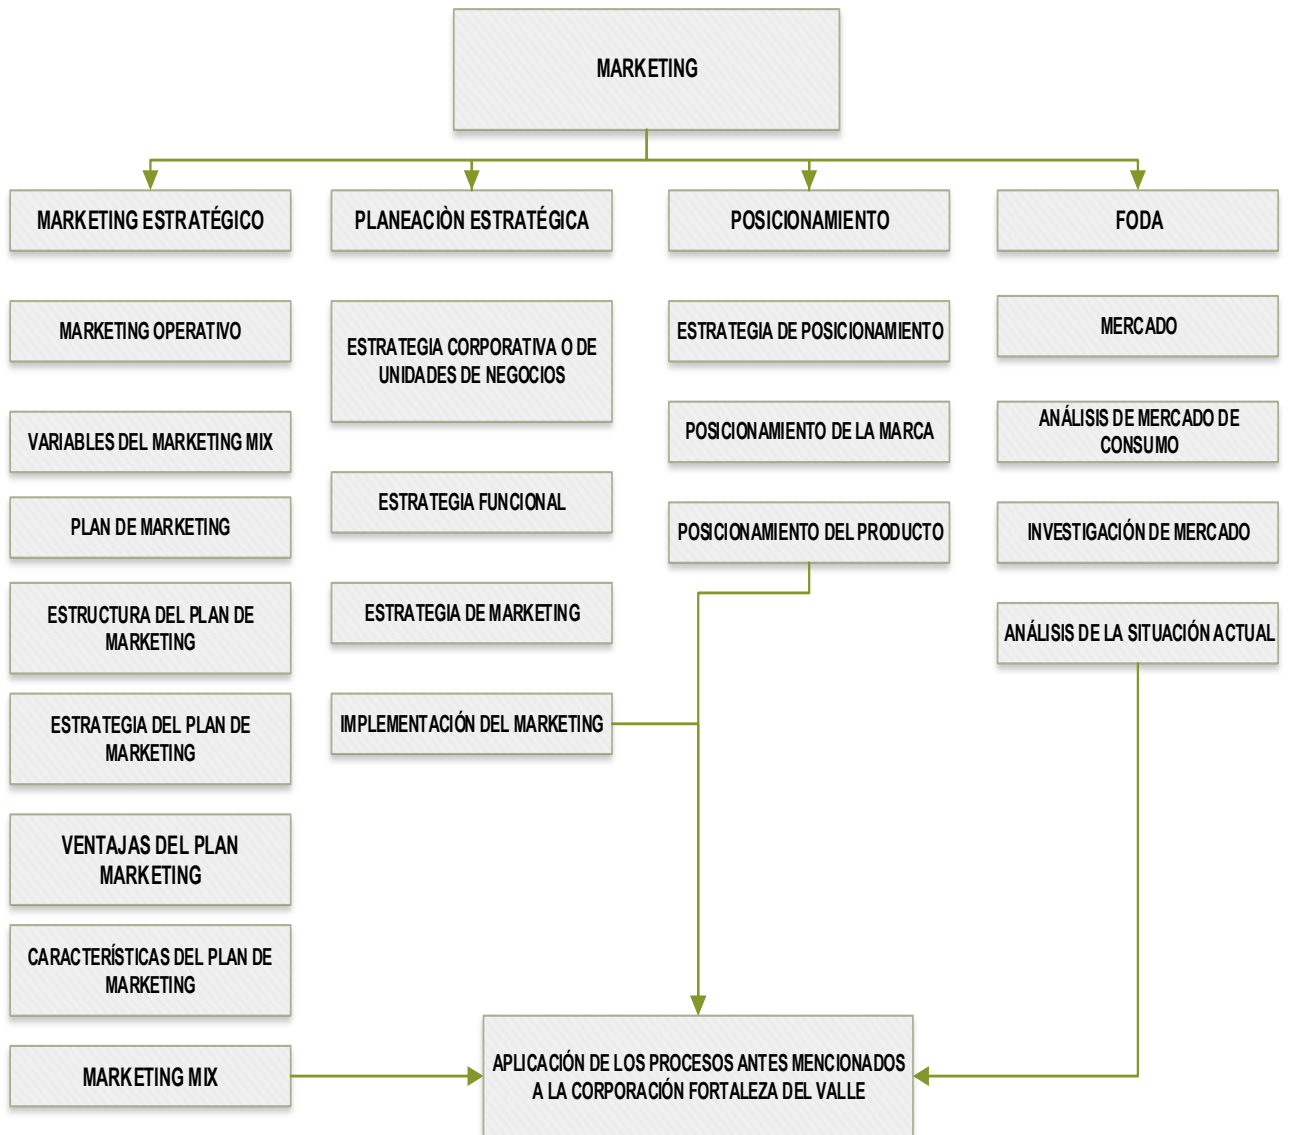 MARKETING
MARKETING ESTRATÉGICO
PLANEACIÒN ESTRATÉGICA
POSICIONAMIENTO
FODA
MARKETING OPERATIVO
VARIABLES DEL MARKETING MIX
PLAN DE MARKETING
ESTRUCTURA DEL PLAN DE
MARKETING
ESTRATEGIA DEL PLAN DE
MARKETING
VENTAJAS DEL PLAN
MARKETING
CARACTERÍSTICAS DEL PLAN DE
MARKETING
MARKETING MIX
ESTRATEGIA CORPORATIVA O DE
UNIDADES DE NEGOCIOS
ESTRATEGIA FUNCIONAL
ESTRATEGIA DE MARKETING
IMPLEMENTACIÓN DEL MARKETING
ESTRATEGIA DE POSICIONAMIENTO
POSICIONAMIENTO DE LA MARCA
POSICIONAMIENTO DEL PRODUCTO
MERCADO
ANÁLISIS DE MERCADO DE
CONSUMO
INVESTIGACIÓN DE MERCADO
ANÁLISIS DE LA SITUACIÓN ACTUAL
APLICACIÓN DE LOS PROCESOS ANTES MENCIONADOS
A LA CORPORACIÓN FORTALEZA DEL VALLE